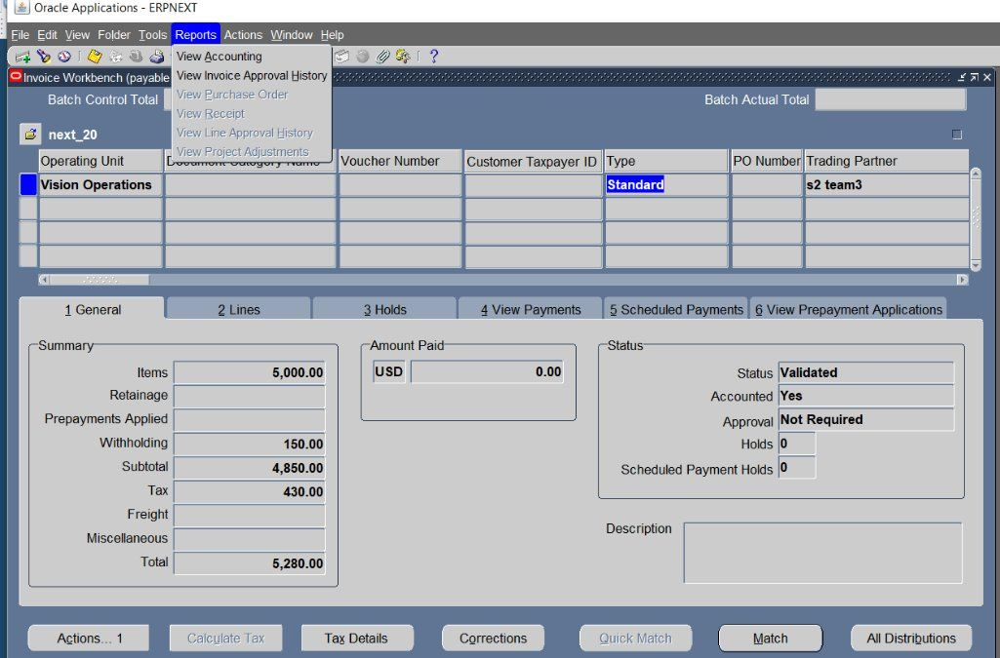 Oracle Applications - ERPNEXT
File Edit View Folder Tools Reports Actions Window Help
View Accounting
View Invoice Approval History
View Purchase Order
View Receipt
View Line Approval History
View Project Adjustments
Invoice Workbench (payable
Batch Control Total
Batch Actual Total
next_20
Operating Unit Document Category Name Voucher Number Customer Taxpayer ID Type PO Number Trading Partner
Vision Operations Standard s2 team3
1 General 2 Lines 3 Holds 4 View Payments 5 Scheduled Payments 6 View Prepayment Applications
Summary
Items 5,000.00
Retainage
Prepayments Applied
Withholding 150.00
Subtotal 4,850.00
Tax 430.00
Freight
Miscellaneous
Total 5,280.00
Amount Paid
USD 0.00
Status
Status Validated
Accounted Yes
Approval Not Required
Holds 0
Scheduled Payment Holds 0
Description
Actions... 1 Calculate Tax Tax Details Corrections Quick Match Match All Distributions